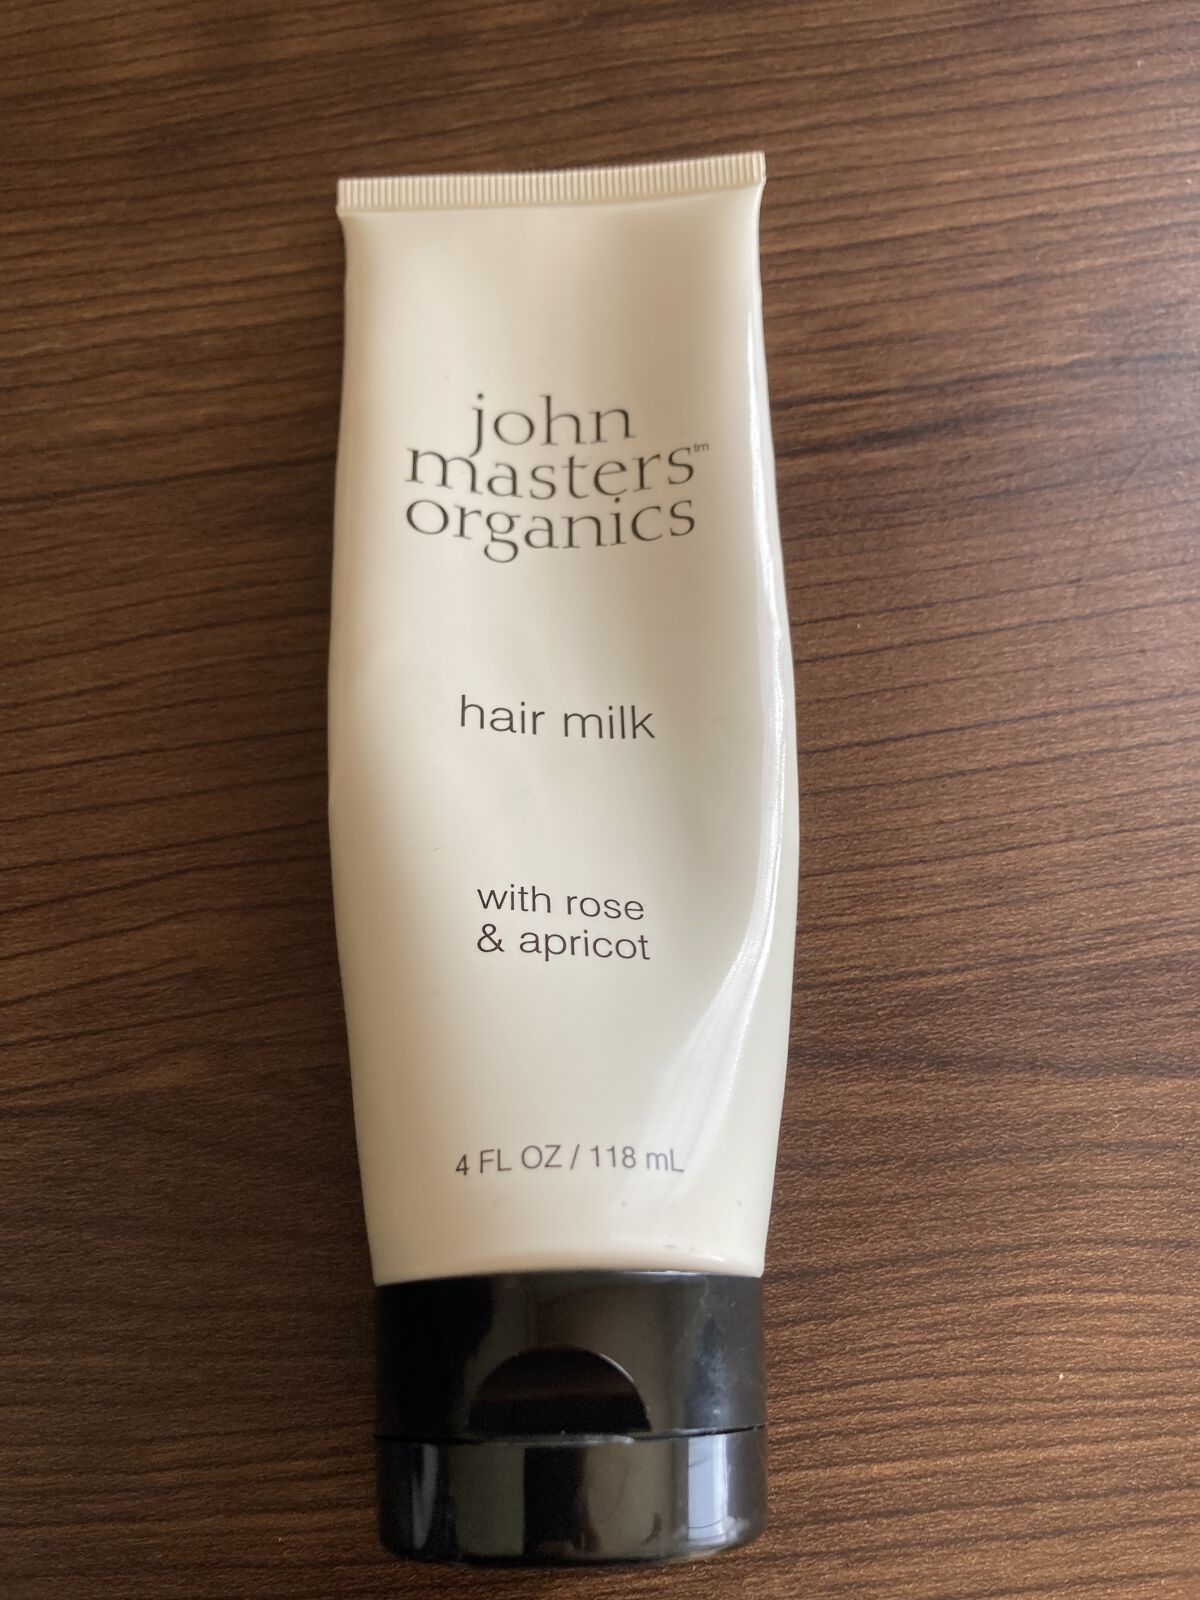 john
masters™
organics
hair milk
with rose
& apricot
4 FL OZ / 118 mL